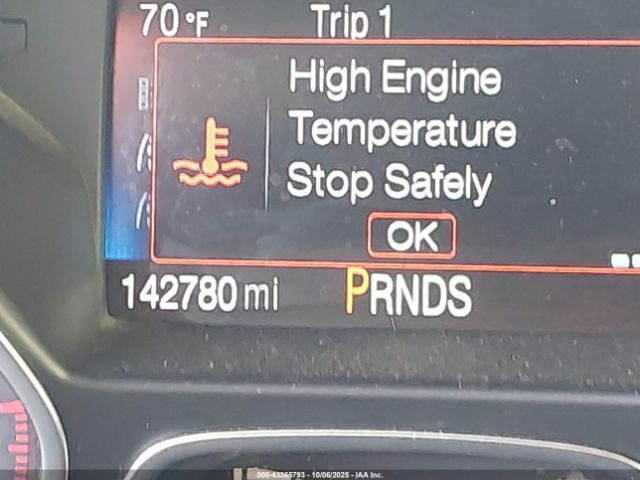 70 °F Trip 1
High Engine
Temperature
Stop Safely
OK
142780 mi PRNDS
000-43365793 - 10/06/2025 - IAA Inc.